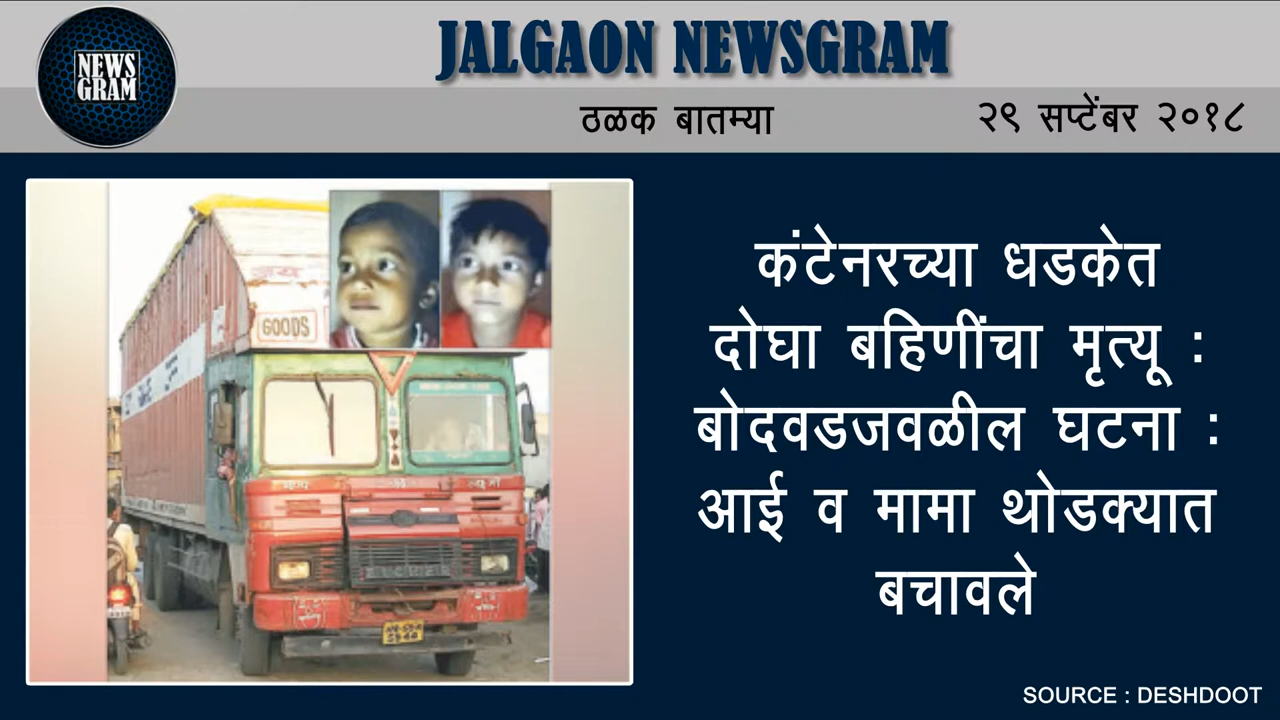 NEWS
GRAM
JALGAON NEWSGRAM
ठळक बातम्या
२९ सप्टेंबर २०१८
GOODS
EICHER
कंटेनरच्या धडकेत
दोघा बहिणींचा मृत्यू :
बोदवडजवळील घटना :
आई व मामा थोडक्यात
बचावले
SOURCE : DESHDOOT